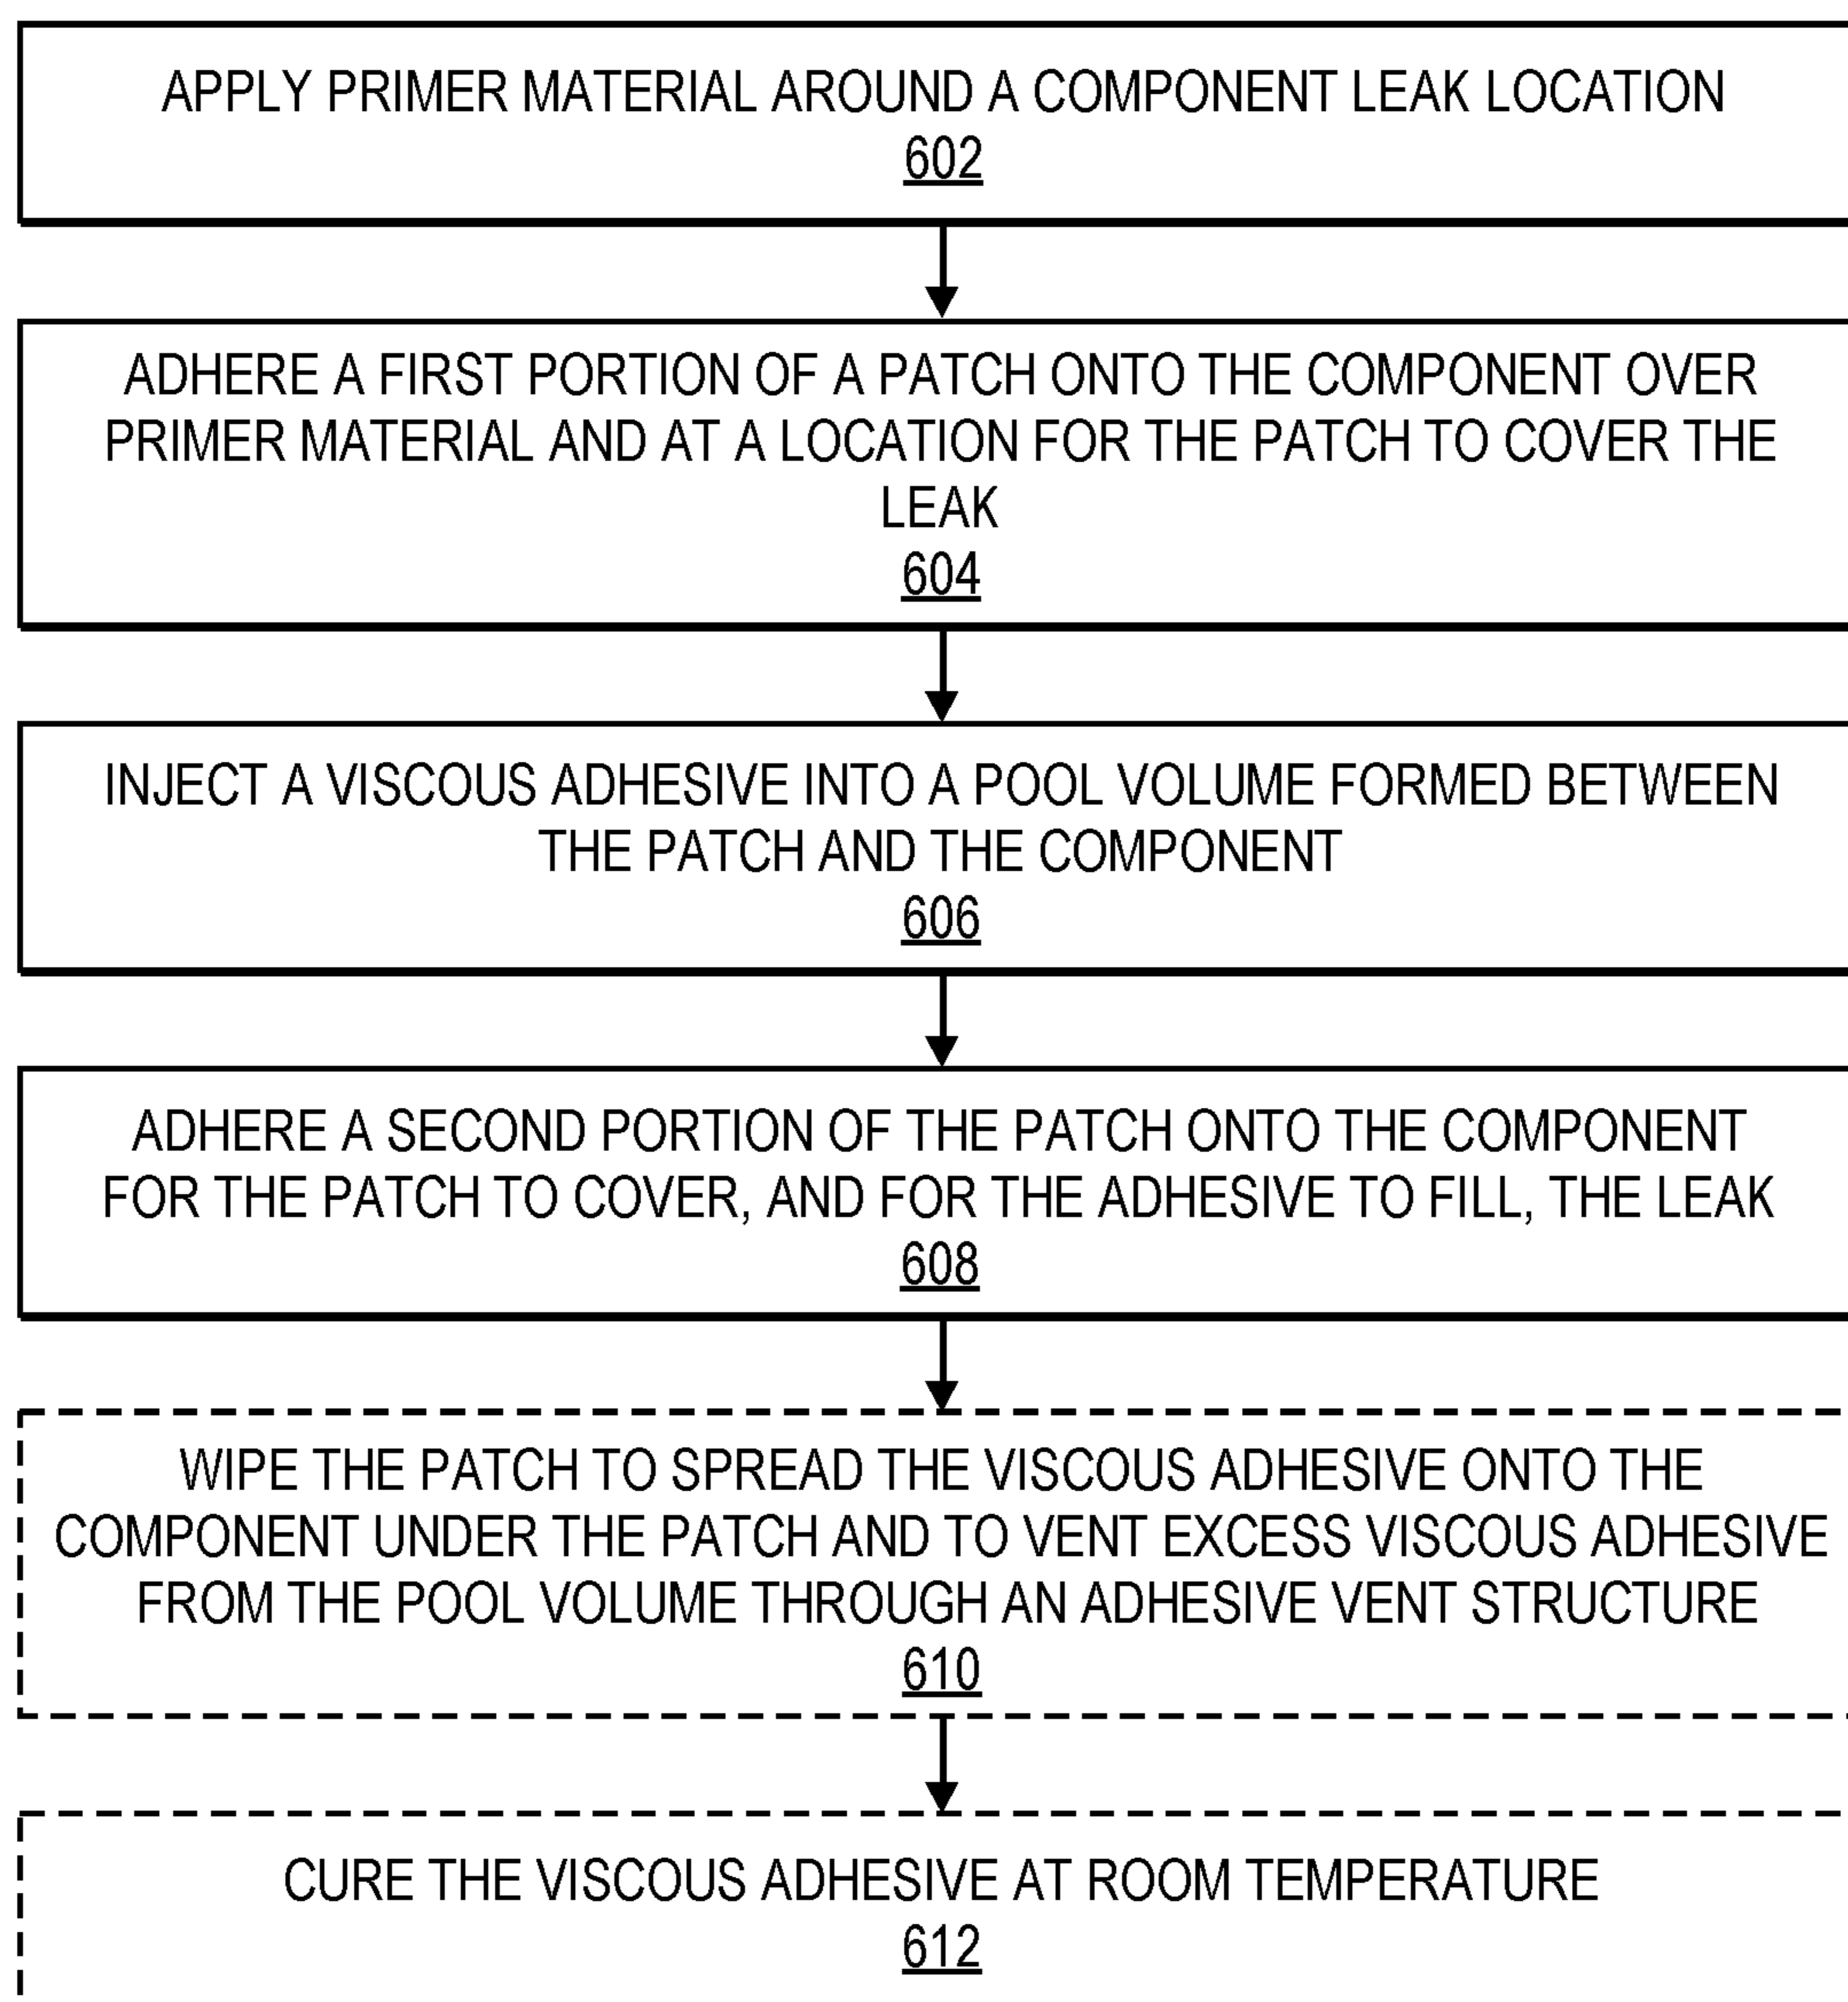 APPLY PRIMER MATERIAL AROUND A COMPONENT LEAK LOCATION
602
ADHERE A FIRST PORTION OF A PATCH ONTO THE COMPONENT OVER
PRIMER MATERIAL AND AT A LOCATION FOR THE PATCH TO COVER THE
LEAK
604
INJECT A VISCOUS ADHESIVE INTO A POOL VOLUME FORMED BETWEEN
THE PATCH AND THE COMPONENT
606
ADHERE A SECOND PORTION OF THE PATCH ONTO THE COMPONENT
FOR THE PATCH TO COVER, AND FOR THE ADHESIVE TO FILL, THE LEAK
608
WIPE THE PATCH TO SPREAD THE VISCOUS ADHESIVE ONTO THE
COMPONENT UNDER THE PATCH AND TO VENT EXCESS VISCOUS ADHESIVE
FROM THE POOL VOLUME THROUGH AN ADHESIVE VENT STRUCTURE
610
CURE THE VISCOUS ADHESIVE AT ROOM TEMPERATURE
612